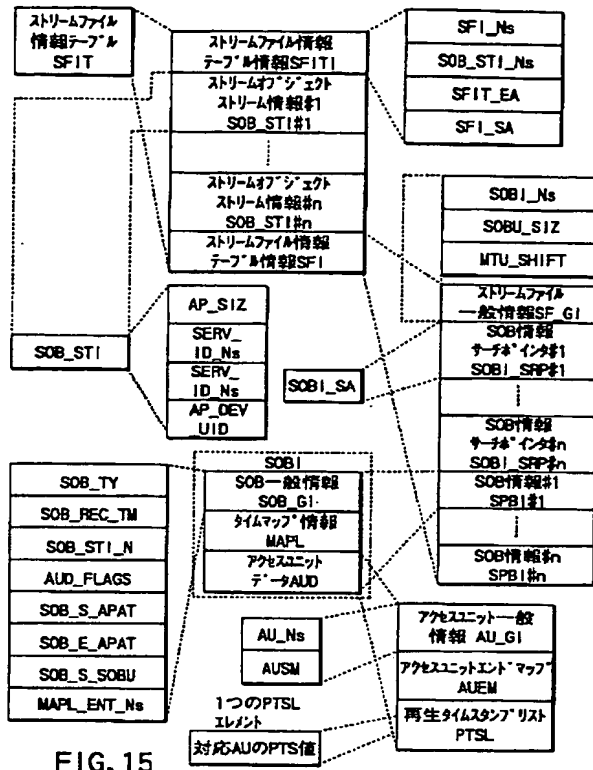 ストリームファイル
情報テーブル
SFIT
ストリームファイル情報
テーブル情報SFITI
ストリームオブジェクト
ストリーム情報#1
SOB_STI#1
ストリームオブジェクト
ストリーム情報#n
SOB_STI#n
ストリームファイル情報
テーブル情報SFI
SFI_Ns
SOB_STI_Ns
SFIT_EA
SFI_SA
SOBI_Ns
SOBU_SIZ
MTU_SHIFT
ストリームファイル
一般情報SF_GI
SOB情報
サーチポインタ#1
SOBI_SRP#1
SOB情報
サーチポインタ#n
SOBI_SRP#n
SOB情報#1
SPBI#1
SOB情報#n
SPBI#n
SOB_STI
AP_SIZ
SERV_
ID_Ns
SERV_
ID_Ns
AP_DEV
_UID
SOBI_SA
SOB_TY
SOB_REC_TM
SOB_STI_N
AUD_FLAGS
SOB_S_APAT
SOB_E_APAT
SOB_S_SOBU
MAPL_ENT_Ns
SOBI
SOB一般情報
SOB_GI
タイムマップ情報
MAPL
アクセスユニット
データAUD
AU_Ns
AUSM
アクセスユニット一般
情報 AU_GI
アクセスユニットエンドマップ
AUEM
再生タイムスタンプリスト
PTSL
1つのPTSL
エレメント
対応AUのPTS値
FIG. 15